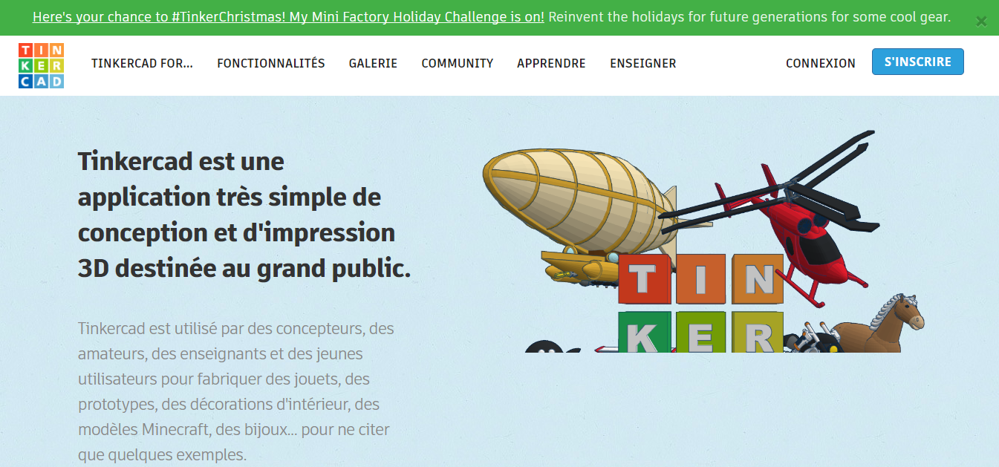 Here's your chance to #TinkerChristmas! My Mini Factory Holiday Challenge is on! Reinvent the holidays for future generations for some cool gear. ×
TIN
KER
CAD
TINKERCAD FOR... FONCTIONNALITÉS GALERIE COMMUNITY APPRENDRE ENSEIGNER CONNEXION S'INSCRIRE
Tinkercad est une
application très simple de
conception et d'impression
3D destinée au grand public.
Tinkercad est utilisé par des concepteurs, des
amateurs, des enseignants et des jeunes
utilisateurs pour fabriquer des jouets, des
prototypes, des décorations d'intérieur, des
modèles Minecraft, des bijoux... pour ne citer
que quelques exemples.
TIN
KER